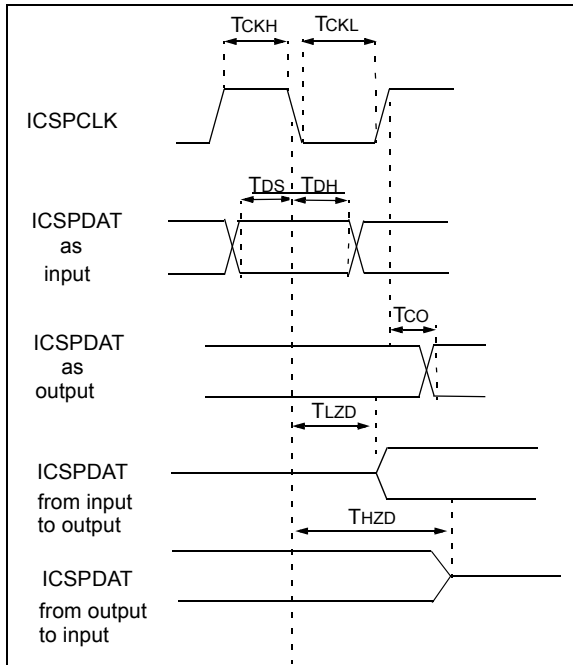 TCKH TCKL
ICSPCLK
TDS TDH
ICSPDAT
as
input
TCO
ICSPDAT
as
output
TLZD
ICSPDAT
from input
to output
THZD
ICSPDAT
from output
to input